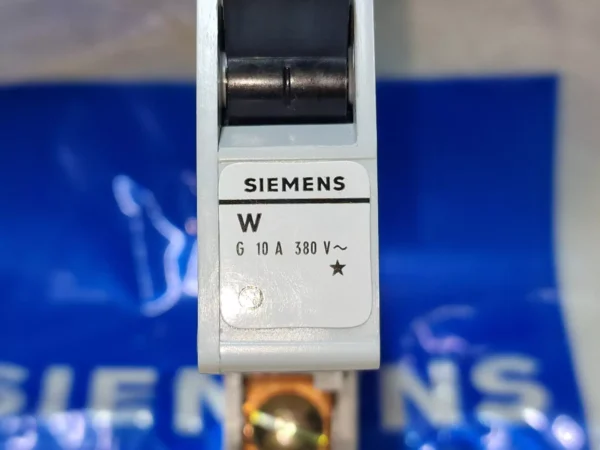 SIEMENS
W
G 10 A 380 V~
★
SIEMENS